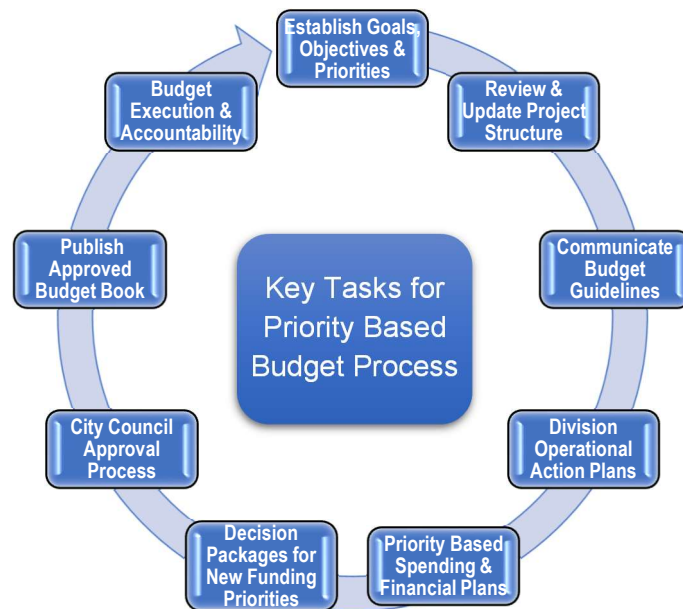 Establish Goals,
Objectives &
Priorities
Review &
Update Project
Structure
Communicate
Budget
Guidelines
Division
Operational
Action Plans
Priority Based
Spending &
Financial Plans
Decision
Packages for
New Funding
Priorities
City Council
Approval
Process
Publish
Approved
Budget Book
Budget
Execution &
Accountability
Key Tasks for
Priority Based
Budget Process